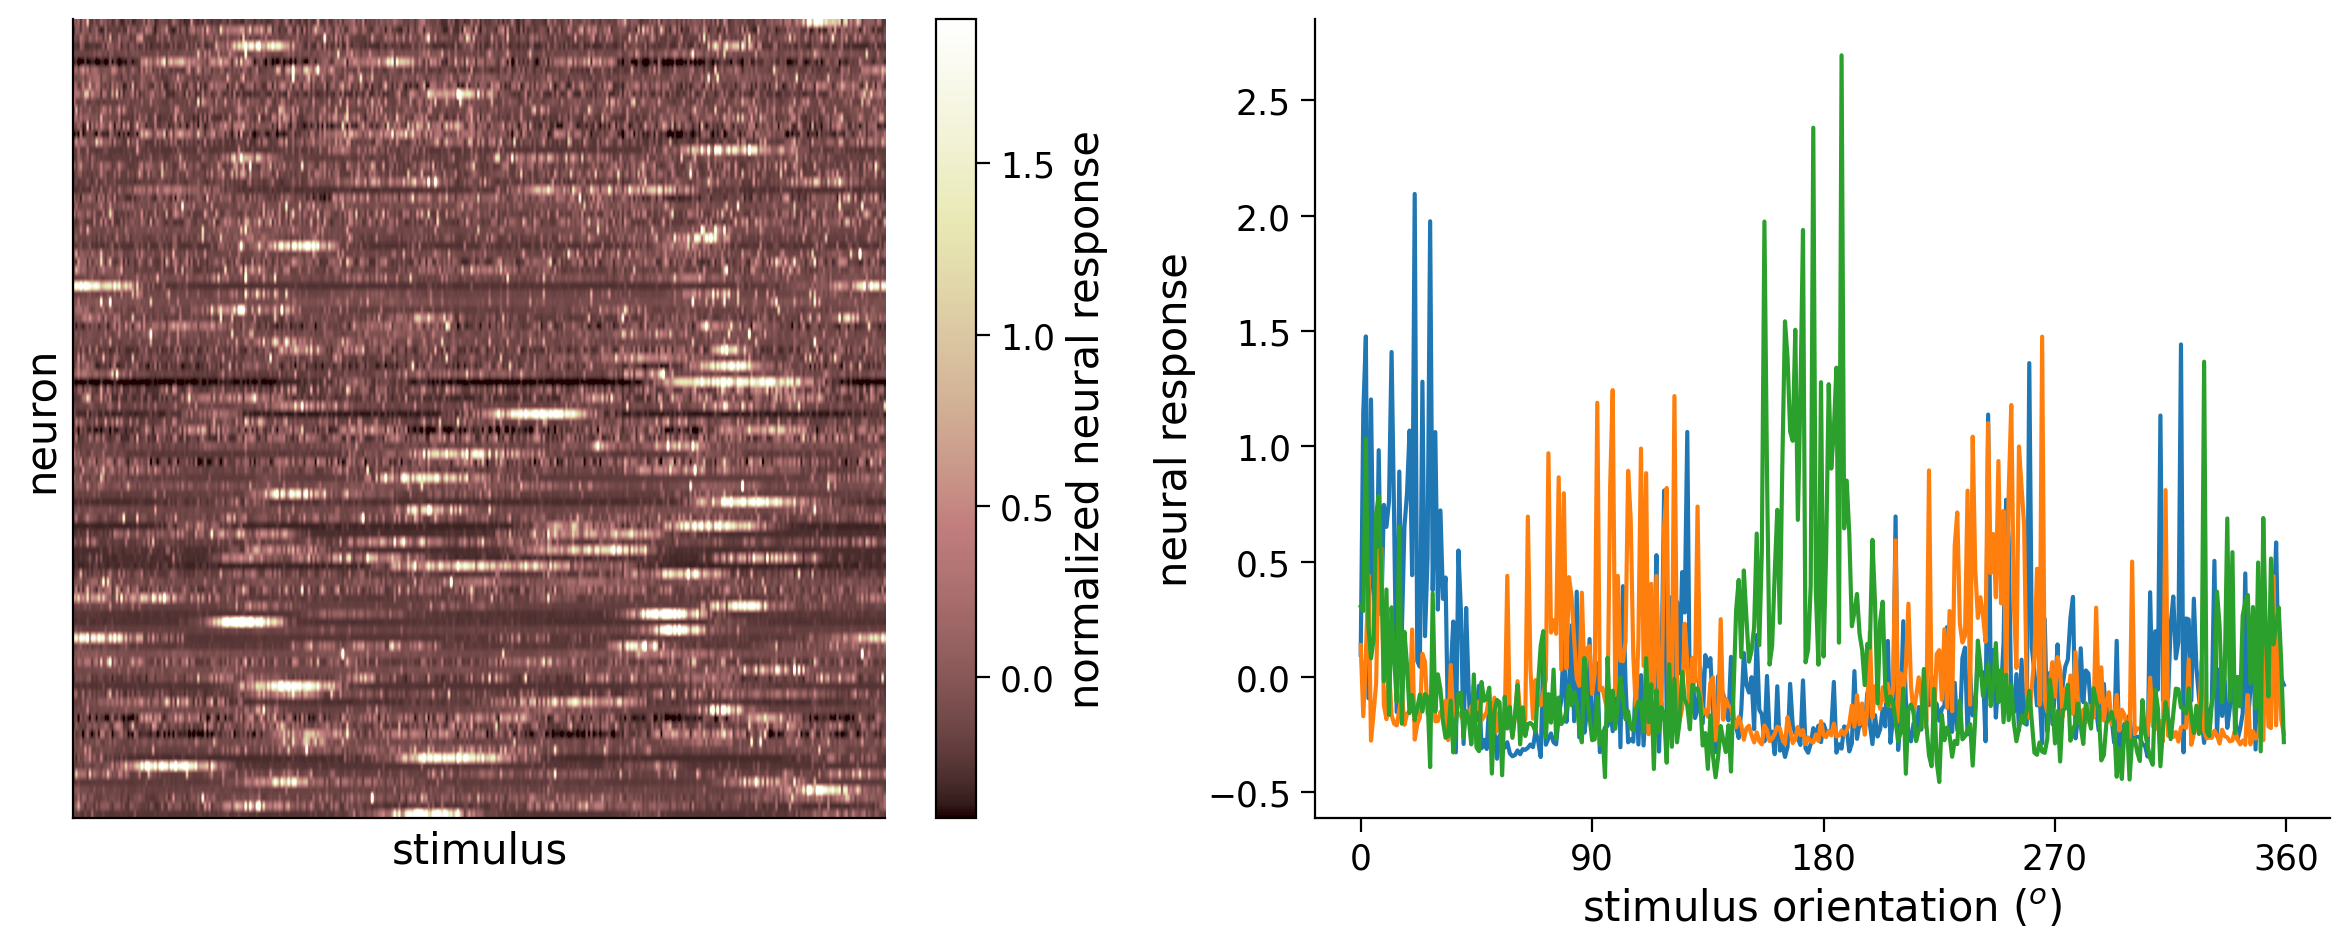 neuron
stimulus
1.5
1.0
0.5
0.0
normalized neural response
neural response
2.5
2.0
1.5
1.0
0.5
0.0
−0.5
0 90 180 270 360
stimulus orientation (o)